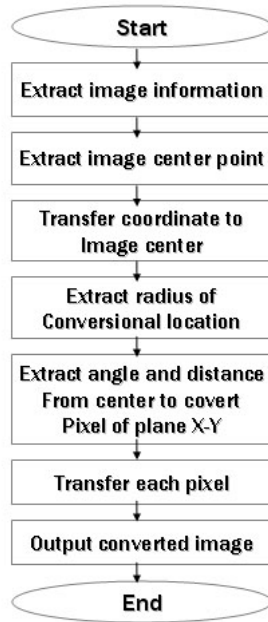 Start
Extract image information
Extract image center point
Transfer coordinate to
Image center
Extract radius of
Conversional location
Extract angle and distance
From center to covert
Pixel of plane X-Y
Transfer each pixel
Output converted image
End